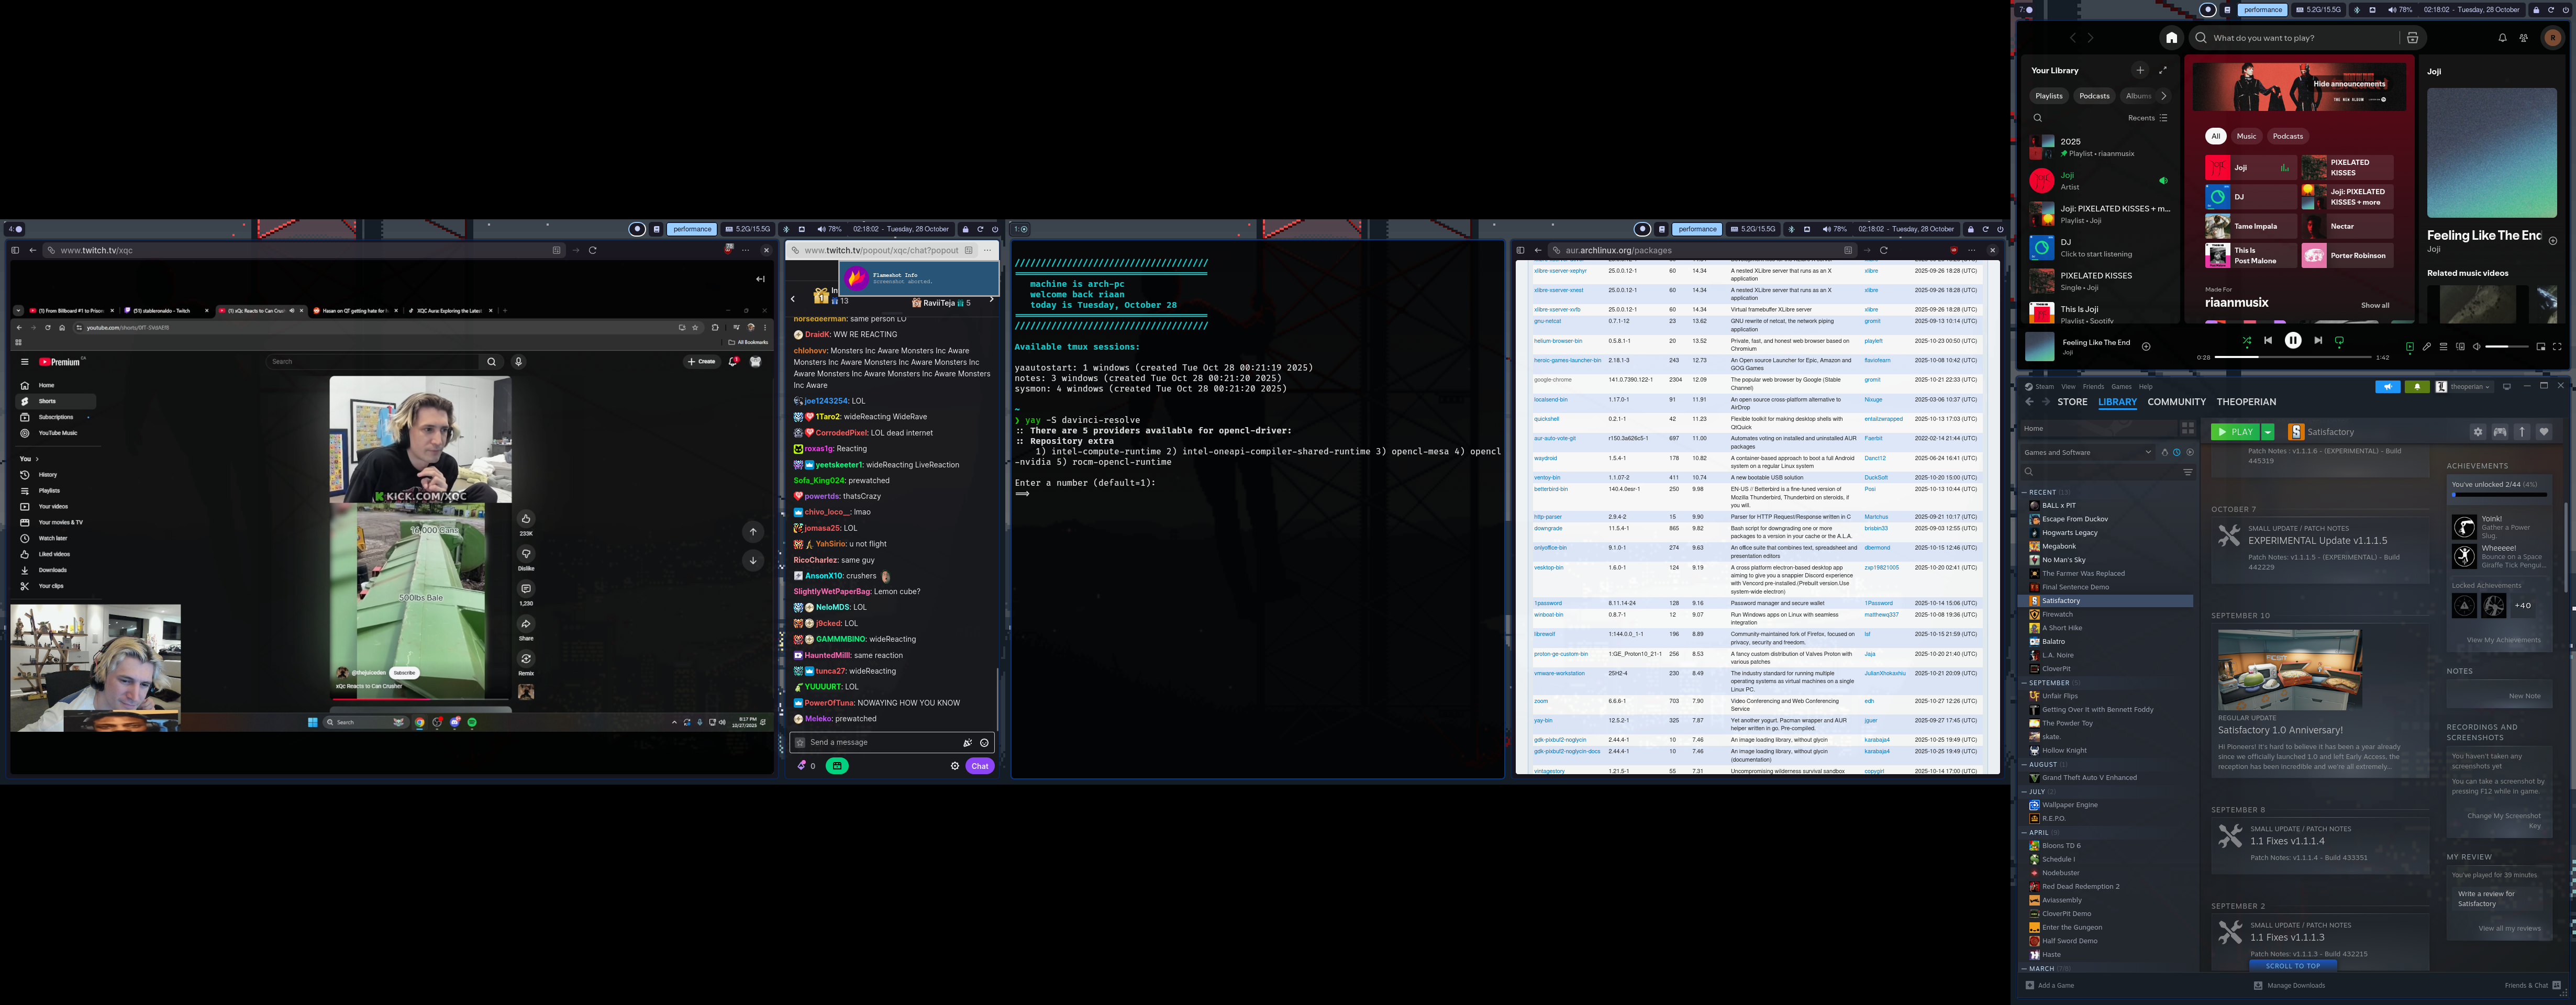 4:
performance
5.2G/15.5G
78%
02:18:02 - Tuesday, 28 October
www.twitch.tv/xqc
(1) From Billboard #1 to Prison
(51) stableronaldo - Twitch
(1) xQc Reacts to Can Crus
Hasan on QT getting hate for h
XQC Aura: Exploring the Latest
All Bookmarks
Premium
Search
Create
Home
Shorts
Subscriptions
YouTube Music
You
History
Playlists
Your videos
Your movies & TV
Watch later
Liked videos
Downloads
Your clips
KICK.COM/XQC
16,000 Cans
500lbs Bale
233K
Dislike
1,230
Share
Remix
Subscribe
xQc Reacts to Can Crusher
Search
9:17 PM
10/27/2025
www.twitch.tv/popout/xqc/chat?popout
Flameshot Info
Screenshot aborted.
13
RaviiTeja 5
norsedeerman: same person LO
DraidK: WW RE REACTING
chlohovv: Monsters Inc Aware Monsters Inc Aware
Monsters Inc Aware Monsters Inc Aware Monsters Inc
Aware Monsters Inc Aware Monsters Inc Aware Monsters
Inc Aware
joe1243254: LOL
1Taro2: wideReacting WideRave
CorrodedPixel: LOL dead internet
roxas1g: Reacting
yeetskeeter1: wideReacting LiveReaction
Sofa_King024: prewatched
powertds: thatsCrazy
chivo_loco__: lmao
jomasa25: LOL
YahSirio: u not flight
RicoCharlez: same guy
AnsonX10: crushers
SlightlyWetPaperBag: Lemon cube?
NeloMDS: LOL
j9cked: LOL
GAMMMBINO: wideReacting
HauntedMilll: same reaction
tunca27: wideReacting
YUUUURT: LOL
PowerOfTuna: NOWAYING HOW YOU KNOW
Meleko: prewatched
Send a message
0
Chat
1:
performance
5.2G/15.5G
78%
02:18:02 - Tuesday, 28 October
machine is arch-pc
welcome back riaan
today is Tuesday, October 28
Available tmux sessions:
yaautostart: 1 windows (created Tue Oct 28 00:21:19 2025)
notes: 3 windows (created Tue Oct 28 00:21:20 2025)
sysmon: 4 windows (created Tue Oct 28 00:21:20 2025)
~
❯ yay -S davinci-resolve
:: There are 5 providers available for opencl-driver:
:: Repository extra
1) intel-compute-runtime 2) intel-oneapi-compiler-shared-runtime 3) opencl-mesa 4) opencl
-nvidia 5) rocm-opencl-runtime
Enter a number (default=1):
==>
aur.archlinux.org/packages
xlibre-xserver-xephyr 25.0.0.12-1 60 14.34 A nested XLibre server that runs as an X application xlibre 2025-09-26 18:28 (UTC)
xlibre-xserver-xnest 25.0.0.12-1 60 14.34 A nested XLibre server that runs as an X application xlibre 2025-09-26 18:28 (UTC)
xlibre-xserver-xvfb 25.0.0.12-1 60 14.34 Virtual framebuffer XLibre server xlibre 2025-09-26 18:28 (UTC)
gnu-netcat 0.7.1-12 23 13.62 GNU rewrite of netcat, the network piping application gromit 2025-09-13 10:14 (UTC)
helium-browser-bin 0.5.8.1-1 20 13.52 Private, fast, and honest web browser based on Chromium playleft 2025-10-23 00:50 (UTC)
heroic-games-launcher-bin 2.18.1-3 311 12.73 An Open source Launcher for Epic, Amazon and GOG Games flaviolearn 2025-10-08 10:42 (UTC)
google-chrome 141.0.7390.122-1 2304 12.09 The popular web browser by Google (Stable Channel) gromit 2025-10-21 22:33 (UTC)
localsend-bin 1.17.0-1 91 11.91 An open source cross-platform alternative to AirDrop Nixuge 2025-03-06 10:37 (UTC)
quickshell 0.2.1-1 42 11.23 Flexible toolkit for making desktop shells with QtQuick entailzwrapped 2025-10-13 17:03 (UTC)
aur-auto-vote-git r150.3a626c5-1 697 11.00 Automates voting on installed and uninstalled AUR packages Faerbit 2022-02-14 21:44 (UTC)
waydroid 1.5.4-1 178 10.82 A container-based approach to boot a full Android system on a regular Linux system Danct12 2025-06-24 16:41 (UTC)
ventoy-bin 1.1.07-2 411 10.74 A new bootable USB solution DuckSoft 2025-10-20 15:00 (UTC)
betterbird-bin 140.4.0esr-1 250 9.98 EN-US // Betterbird is a fine-tuned version of Mozilla Thunderbird, Thunderbird on steroids, if you will. Posi 2025-10-13 10:44 (UTC)
http-parser 2.9.4-2 15 9.90 Parser for HTTP Request/Response written in C Martchus 2025-09-21 10:17 (UTC)
downgrade 11.5.4-1 865 9.82 Bash script for downgrading one or more packages to a version in your cache or the A.L.A. brisbin33 2025-09-03 12:55 (UTC)
onlyoffice-bin 9.1.0-1 274 9.63 An office suite that combines text, spreadsheet and presentation editors dbermond 2025-10-15 12:46 (UTC)
vesktop-bin 1.6.0-1 124 9.19 A cross platform electron-based desktop app aiming to give you a snappier Discord experience with Vencord pre-installed.(Prebuilt version.Use system-wide electron) zxp19821005 2025-10-20 02:41 (UTC)
1password 8.11.14-24 128 9.16 Password manager and secure wallet 1Password 2025-10-14 15:06 (UTC)
winboat-bin 0.8.7-1 12 9.07 Run Windows apps on Linux with seamless integration matthewq337 2025-10-08 19:36 (UTC)
librewolf 1:144.0.0_1-1 196 8.89 Community-maintained fork of Firefox, focused on privacy, security and freedom. lsf 2025-10-15 21:59 (UTC)
proton-ge-custom-bin 1:GE_Proton10_21-1 256 8.53 A fancy custom distribution of Valves Proton with various patches Jaja 2025-10-20 21:40 (UTC)
vmware-workstation 25H2-4 230 8.49 The industry standard for running multiple operating systems as virtual machines on a single Linux PC. JulianXhokaxhiu 2025-10-21 20:09 (UTC)
zoom 6.6.6-1 703 7.90 Video Conferencing and Web Conferencing Service edh 2025-10-27 12:26 (UTC)
yay-bin 12.5.2-1 325 7.87 Yet another yogurt. Pacman wrapper and AUR helper written in go. Pre-compiled. jguer 2025-09-27 17:45 (UTC)
gdk-pixbuf2-noglycin 2.44.4-1 10 7.46 An image loading library, without glycin karabaja4 2025-10-25 19:49 (UTC)
gdk-pixbuf2-noglycin-docs 2.44.4-1 10 7.46 An image loading library, without glycin (documentation) karabaja4 2025-10-25 19:49 (UTC)
vintagestory 1.21.5-1 55 7.31 Uncompromising wilderness survival sandbox copygirl 2025-10-14 17:00 (UTC)
7:
performance
5.2G/15.5G
78%
02:18:02 - Tuesday, 28 October
What do you want to play?
R
Your Library
Playlists
Podcasts
Albums
Recents
2025
Playlist • riaanmusix
Joji
Artist
Joji: PIXELATED KISSES + m...
Playlist • Joji
DJ
Click to start listening
PIXELATED KISSES
Single • Joji
This Is Joji
Playlist • Spotify
Hide announcements
THE NEW ALBUM
All
Music
Podcasts
Joji
PIXELATED KISSES
DJ
Joji: PIXELATED KISSES + more
Tame Impala
Nectar
This Is Post Malone
Porter Robinson
Made For
riaanmusix
Show all
Joji
Feeling Like The End
Joji
Related music videos
Feeling Like The End
Joji
0:28
1:42
Steam View Friends Games Help
theoperian
STORE LIBRARY COMMUNITY THEOPERIAN
Home
Games and Software
RECENT
BALL x PIT
Escape From Duckov
Hogwarts Legacy
Megabonk
No Man's Sky
The Farmer Was Replaced
Final Sentence Demo
Satisfactory
Firewatch
A Short Hike
Balatro
L.A. Noire
CloverPit
SEPTEMBER
Unfair Flips
Getting Over It with Bennett Foddy
The Powder Toy
skate.
Hollow Knight
AUGUST
Grand Theft Auto V Enhanced
JULY
Wallpaper Engine
R.E.P.O.
APRIL
Bloons TD 6
Schedule I
Nodebuster
Red Dead Redemption 2
Aviassembly
CloverPit Demo
Enter the Gungeon
Half Sword Demo
Haste
MARCH
Add a Game
PLAY
Satisfactory
Patch Notes : v1.1.1.6 - (EXPERIMENTAL) - Build
445319
OCTOBER 7
SMALL UPDATE / PATCH NOTES
EXPERIMENTAL Update v1.1.1.5
Patch Notes: v1.1.1.5 - (EXPERIMENTAL) - Build
442229
SEPTEMBER 10
REGULAR UPDATE
Satisfactory 1.0 Anniversary!
Hi Pioneers! It's hard to believe it has been a year already
since we officially launched 1.0 and left Early Access, the
reception has been incredible and we're all extremely...
SEPTEMBER 8
SMALL UPDATE / PATCH NOTES
1.1 Fixes v1.1.1.4
Patch Notes: v1.1.1.4 - Build 433351
SEPTEMBER 2
SMALL UPDATE / PATCH NOTES
1.1 Fixes v1.1.1.3
Patch Notes: v1.1.1.3 - Build 432215
SCROLL TO TOP
ACHIEVEMENTS
You've unlocked 2/44 (4%)
Yoink!
Gather a Power
Slug.
Wheeeee!
Bounce on a Space
Giraffe Tick Pengui...
Locked Achievements
+40
View My Achievements
NOTES
New Note
RECORDINGS AND
SCREENSHOTS
You haven't taken any
screenshots yet
You can take a screenshot by
pressing F12 while in game.
Change My Screenshot
Key
MY REVIEW
You've played for 39 minutes
Write a review for
Satisfactory
View all my reviews
Manage Downloads
Friends & Chat